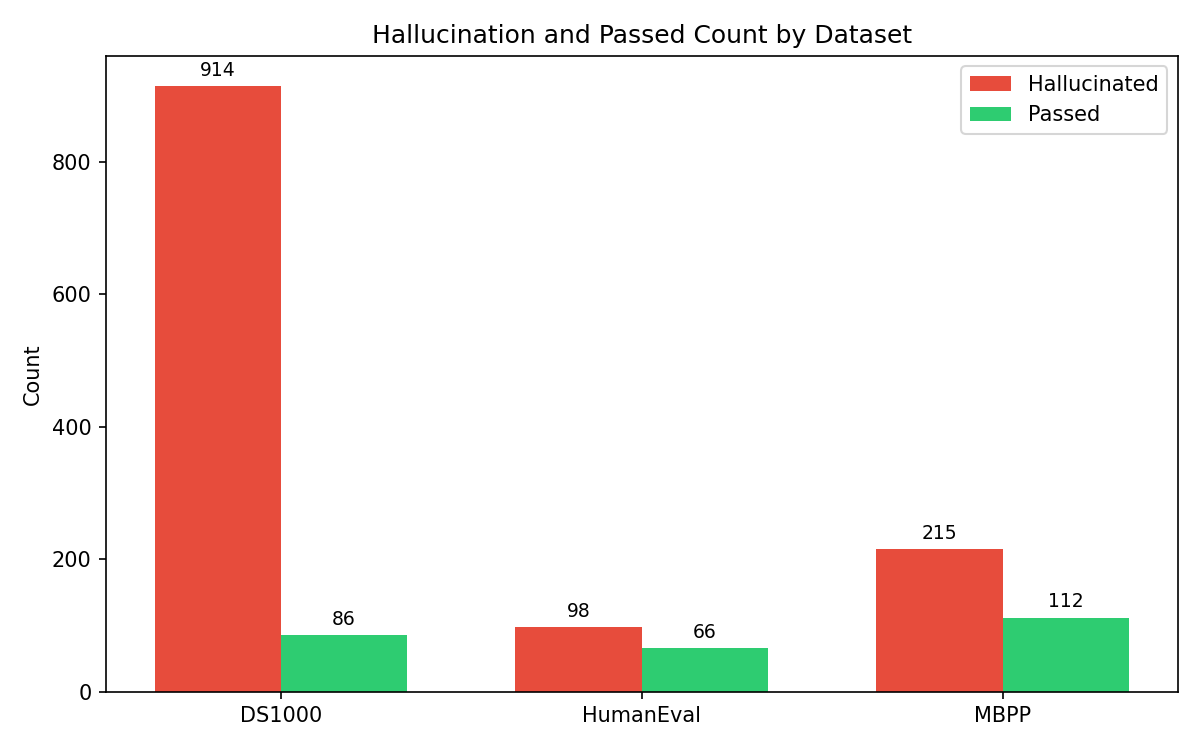 Hallucination and Passed Count by Dataset
Hallucinated
Passed
Count
800
600
400
200
0
914
86
98
66
215
112
DS1000
HumanEval
MBPP